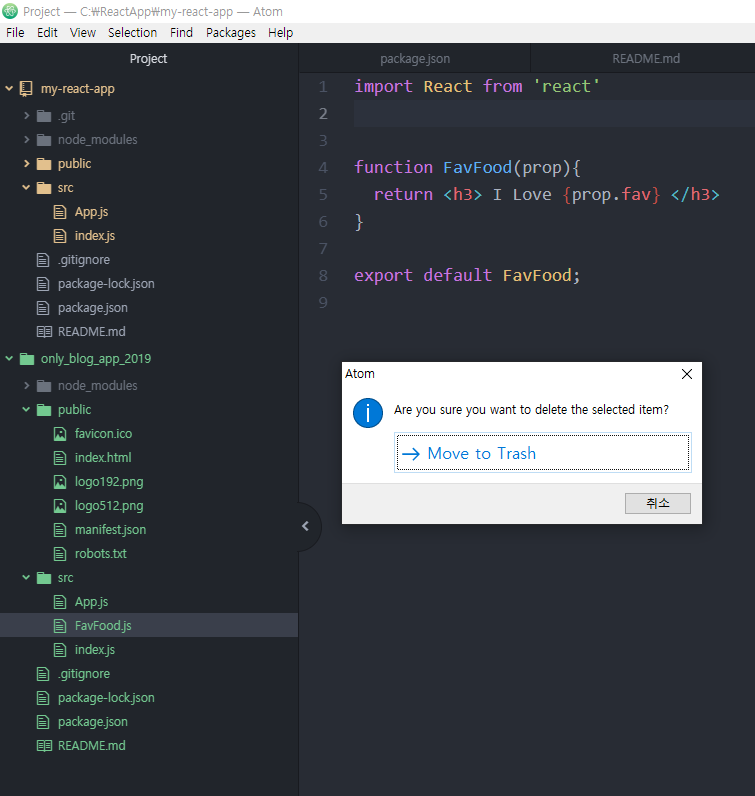 Project — C:₩ReactApp₩my-react-app — Atom
File Edit View Selection Find Packages Help
Project
my-react-app
.git
node_modules
public
src
App.js
index.js
.gitignore
package-lock.json
package.json
README.md
only_blog_app_2019
node_modules
public
favicon.ico
index.html
logo192.png
logo512.png
manifest.json
robots.txt
src
App.js
FavFood.js
index.js
.gitignore
package-lock.json
package.json
README.md
package.json README.md
1 import React from 'react'
2
3
4 function FavFood(prop){
5 return <h3> I Love {prop.fav} </h3>
6 }
7
8 export default FavFood;
9
Atom
Are you sure you want to delete the selected item?
Move to Trash
취소